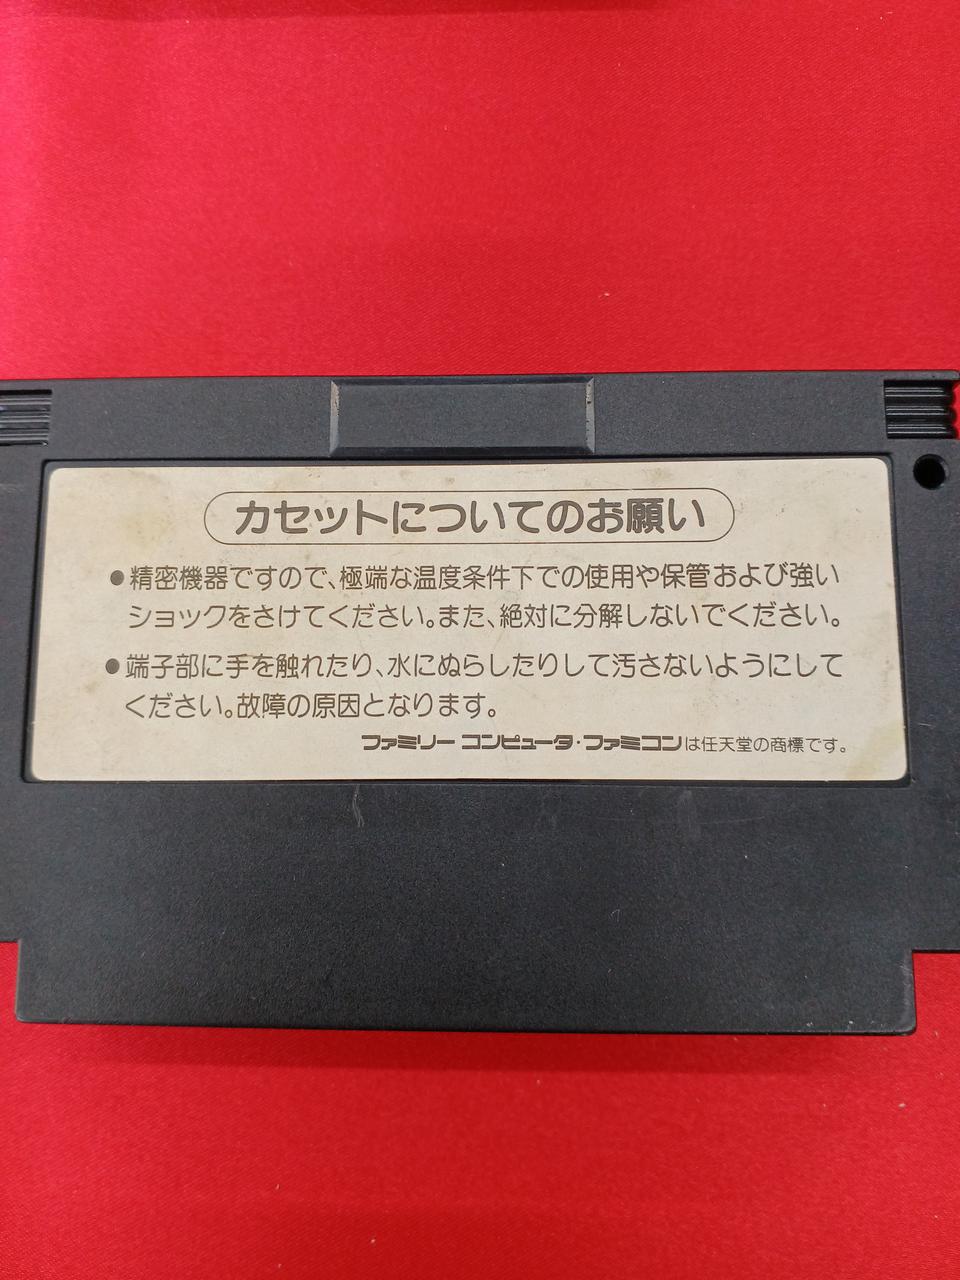 カセットについてのお願い
●精密機器ですので、極端な温度条件下での使用や保管および強い
ショックをさけてください。また、絶対に分解しないでください。
●端子部に手を触れたり、水にぬらしたりして汚さないようにして
ください。故障の原因となります。
ファミリー コンピュータ・ファミコンは任天堂の商標です。